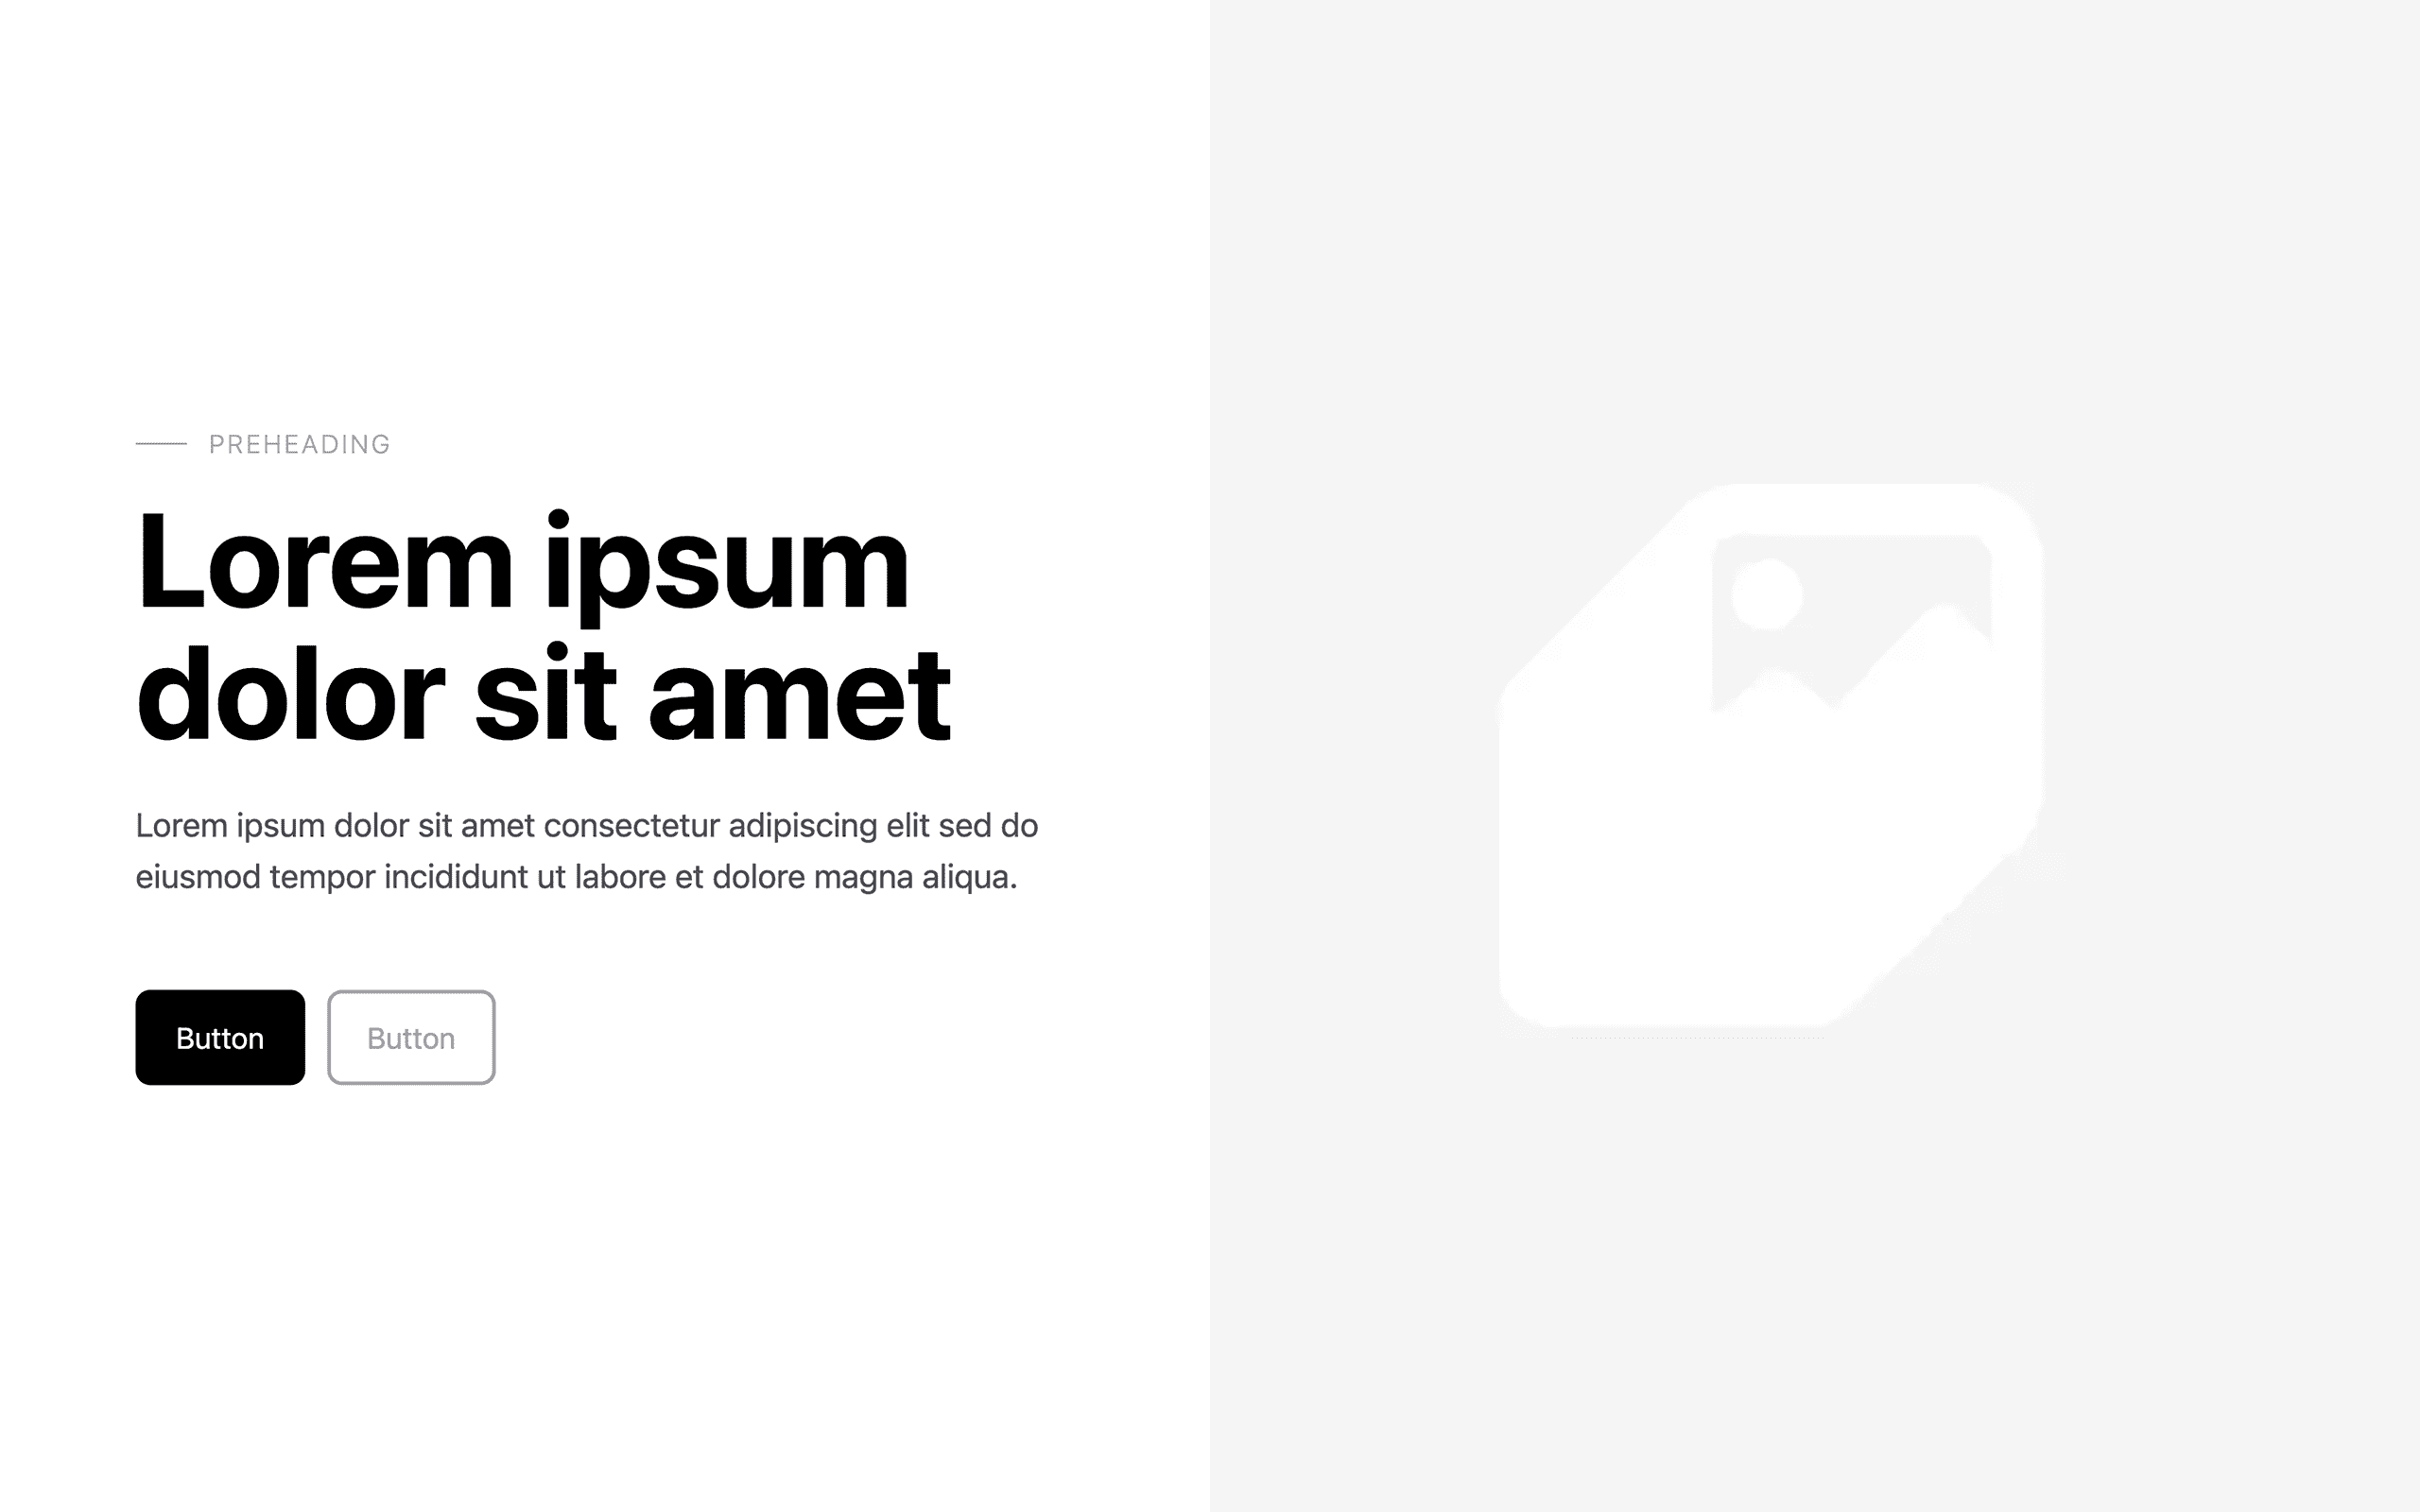 PREHEADING
Lorem ipsum
dolor sit amet
Lorem ipsum dolor sit amet consectetur adipiscing elit sed do
eiusmod tempor incididunt ut labore et dolore magna aliqua.
Button
Button